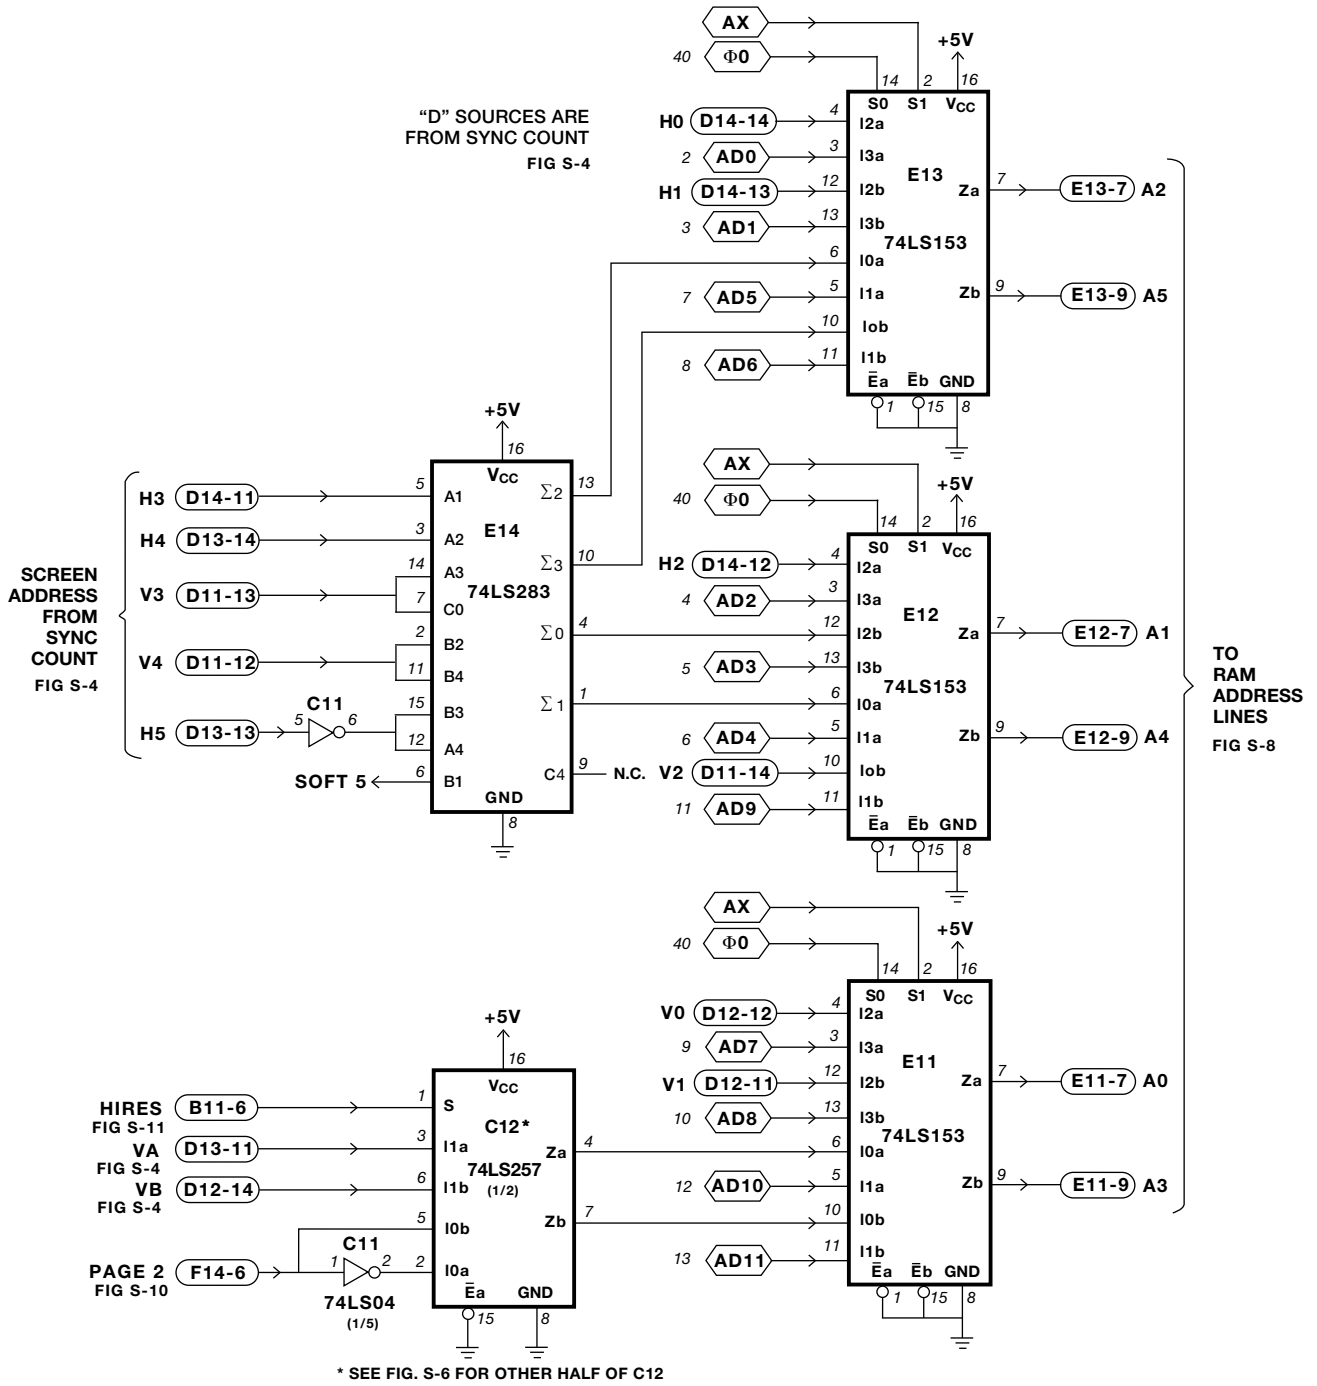 AX
40 Φ0
+5V
14 2 16
S0 S1 VCC
"D" SOURCES ARE
FROM SYNC COUNT
FIG S-4
H0 D14-14 4 I2a
2 AD0 3 I3a
H1 D14-13 12 I2b
3 AD1 13 I3b
6 I0a
7 AD5 5 I1a
10 Iob
8 AD6 11 I1b
E13
74LS153
Za 7 E13-7 A2
Zb 9 E13-9 A5
Ea Eb GND
1 15 8
+5V
16
VCC
E14
74LS283
SCREEN
ADDRESS
FROM
SYNC
COUNT
FIG S-4
H3 D14-11 5 A1
H4 D13-14 3 A2
14 A3
V3 D11-13 7 C0
2 B2
V4 D11-12 11 B4
C11
15 B3
H5 D13-13 5 6 12 A4
SOFT 5 6 B1
Σ2 13
Σ3 10
Σ0 4
Σ1 1
C4 9 N.C.
GND
8
AX
40 Φ0
+5V
14 2 16
S0 S1 VCC
H2 D14-12 4 I2a
4 AD2 3 I3a
12 I2b
5 AD3 13 I3b
6 I0a
6 AD4 5 I1a
V2 D11-14 10 Iob
11 AD9 11 I1b
E12
74LS153
Za 7 E12-7 A1
Zb 9 E12-9 A4
Ea Eb GND
1 15 8
TO
RAM
ADDRESS
LINES
FIG S-8
AX
40 Φ0
+5V
14 2 16
S0 S1 VCC
V0 D12-12 4 I2a
9 AD7 3 I3a
V1 D12-11 12 I2b
10 AD8 13 I3b
6 I0a
12 AD10 5 I1a
10 I0b
13 AD11 11 I1b
E11
74LS153
Za 7 E11-7 A0
Zb 9 E11-9 A3
Ea Eb GND
1 15 8
+5V
16
VCC
HIRES B11-6 1 S
FIG S-11
VA D13-11 3 I1a
FIG S-4
VB D12-14 6 I1b
FIG S-4
5 I0b
C11
PAGE 2 F14-6 1 2 2 I0a
FIG S-10
74LS04
(1/5)
C12*
74LS257
(1/2)
Za 4
Zb 7
Ea GND
15 8
* SEE FIG. S-6 FOR OTHER HALF OF C12